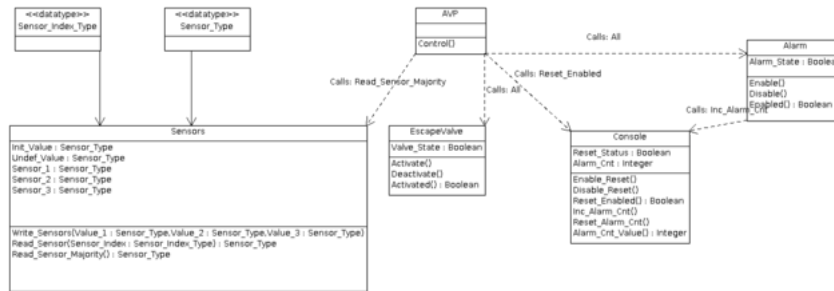 <<datatype>>
Sensor_Index_Type
<<datatype>>
Sensor_Type
AVP
Control()
Calls: All
Alarm
Alarm_State : Boolean
Enable()
Disable()
Enabled() : Boolean
Calls: Reset_Enabled
Calls: Read_Sensor_Majority
Calls: All
Calls: Inc_Alarm_Cnt
Sensors
Init_Value : Sensor_Type
Undef_Value : Sensor_Type
Sensor_1 : Sensor_Type
Sensor_2 : Sensor_Type
Sensor_3 : Sensor_Type
Write_Sensors(Value_1 : Sensor_Type,Value_2 : Sensor_Type,Value_3 : Sensor_Type)
Read_Sensor(Sensor_Index : Sensor_Index_Type) : Sensor_Type
Read_Sensor_Majority() : Sensor_Type
EscapeValve
Valve_State : Boolean
Activate()
Deactivate()
Activated() : Boolean
Console
Reset_Status : Boolean
Alarm_Cnt : Integer
Enable_Reset()
Disable_Reset()
Reset_Enabled() : Boolean
Inc_Alarm_Cnt()
Reset_Alarm_Cnt()
Alarm_Cnt_Value() : Integer